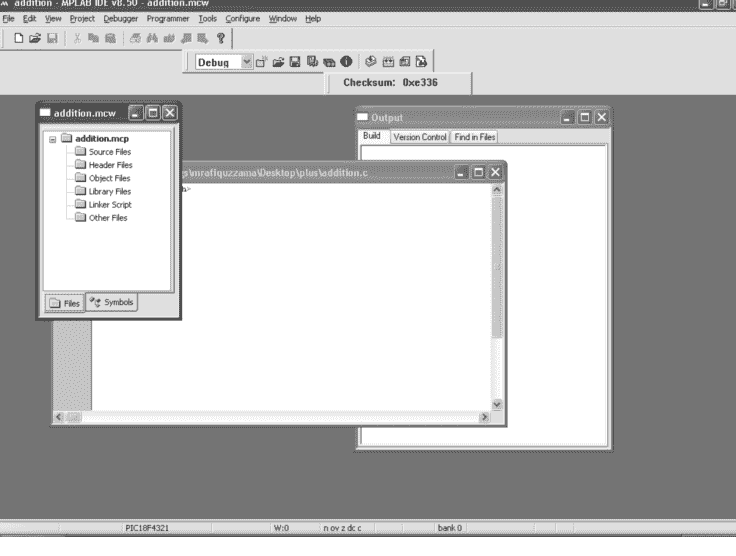 addition - MPLAB IDE v8.50 - addition.mcw
File Edit View Project Debugger Programmer Tools Configure Window Help
Debug
Checksum: 0xe336
addition.mcw
addition.mcp
Source Files
Header Files
Object Files
Library Files
Linker Script
Other Files
Files Symbols
gs\mrafiquzzama\Desktop\plus\addition.c
h>
Output
Build Version Control Find in Files
PIC18F4321 W:0 n ov z dc c bank 0